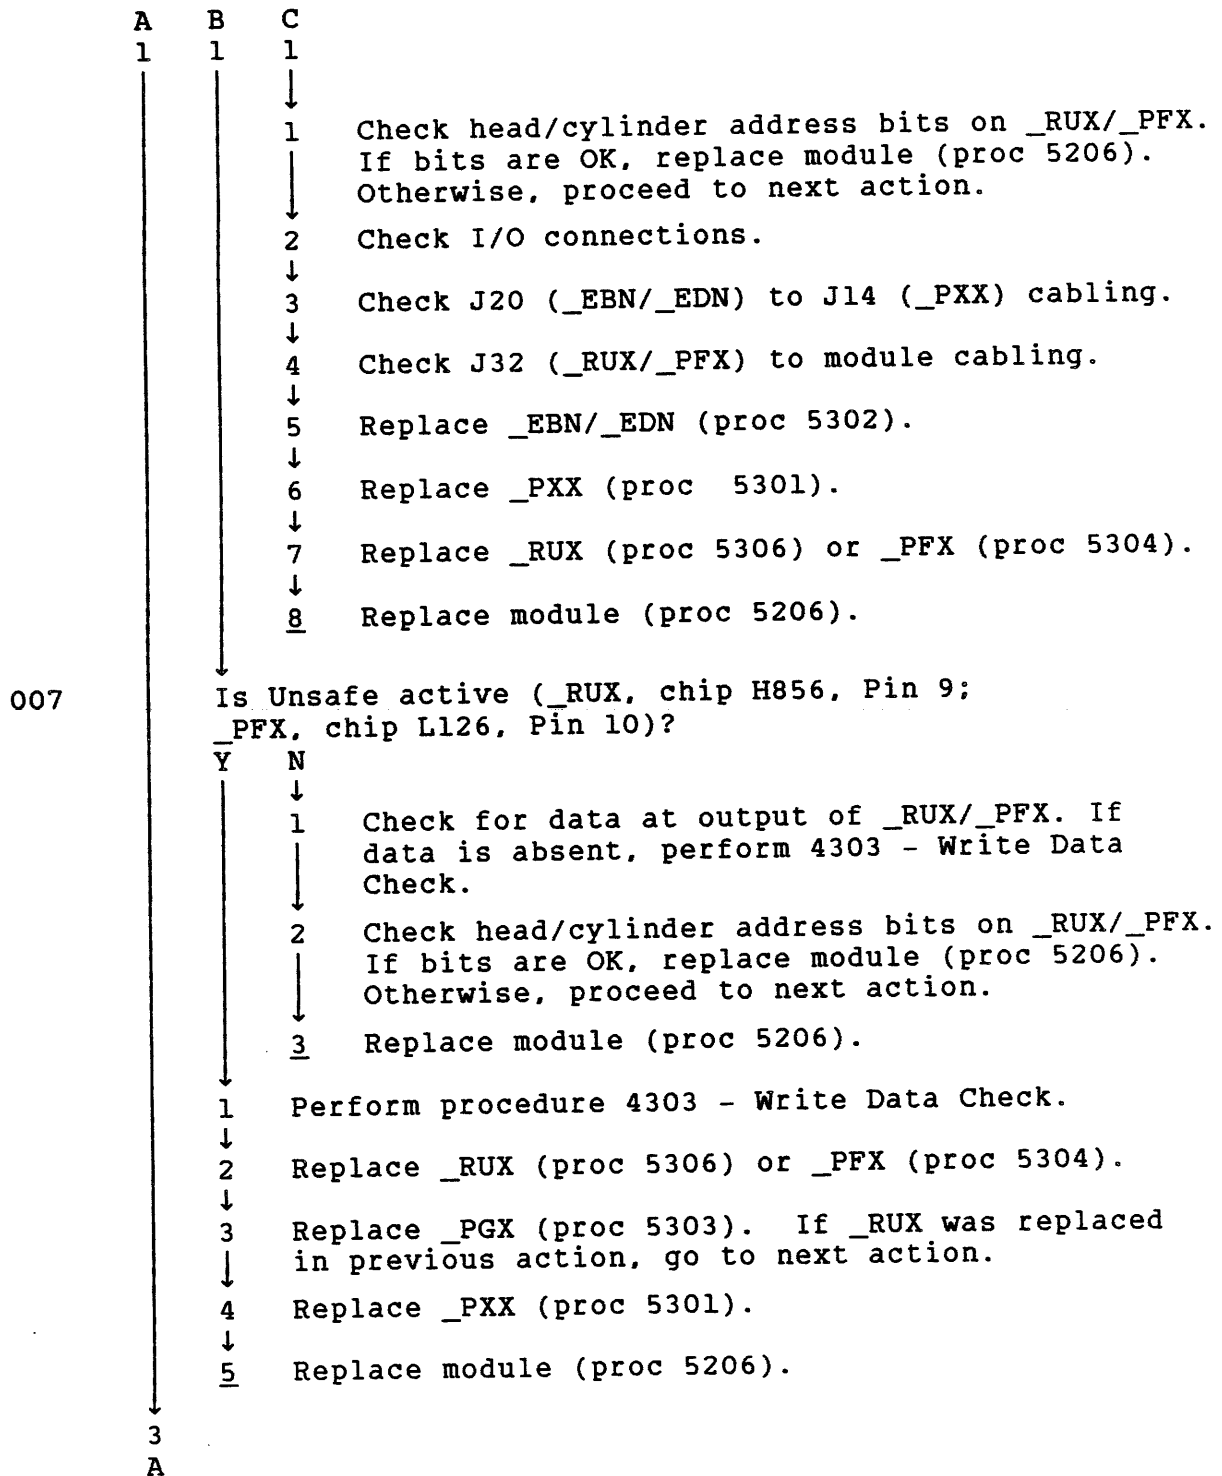 A B C
1 1 1
1 Check head/cylinder address bits on _RUX/_PFX.
If bits are OK, replace module (proc 5206).
Otherwise, proceed to next action.
2 Check I/O connections.
3 Check J20 (_EBN/_EDN) to J14 (_PXX) cabling.
4 Check J32 (_RUX/_PFX) to module cabling.
5 Replace _EBN/_EDN (proc 5302).
6 Replace _PXX (proc 5301).
7 Replace _RUX (proc 5306) or _PFX (proc 5304).
8 Replace module (proc 5206).
007 Is Unsafe active (_RUX, chip H856, Pin 9;
_PFX, chip L126, Pin 10)?
Y N
1 Check for data at output of _RUX/_PFX. If
data is absent, perform 4303 - Write Data
Check.
2 Check head/cylinder address bits on _RUX/_PFX.
If bits are OK, replace module (proc 5206).
Otherwise, proceed to next action.
3 Replace module (proc 5206).
1 Perform procedure 4303 - Write Data Check.
2 Replace _RUX (proc 5306) or _PFX (proc 5304).
3 Replace _PGX (proc 5303). If _RUX was replaced
in previous action, go to next action.
4 Replace _PXX (proc 5301).
5 Replace module (proc 5206).
3
A